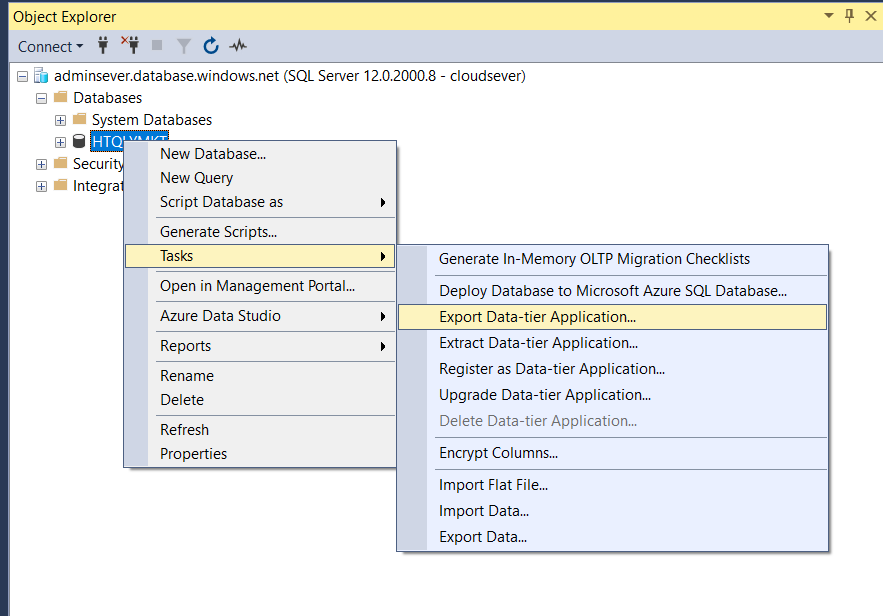 Object Explorer
Connect
adminsever.database.windows.net (SQL Server 12.0.2000.8 - cloudsever)
Databases
System Databases
HTQLYMKT
Security
Integrat
New Database...
New Query
Script Database as
Generate Scripts...
Tasks
Open in Management Portal...
Azure Data Studio
Reports
Rename
Delete
Refresh
Properties
Generate In-Memory OLTP Migration Checklists
Deploy Database to Microsoft Azure SQL Database...
Export Data-tier Application...
Extract Data-tier Application...
Register as Data-tier Application...
Upgrade Data-tier Application...
Delete Data-tier Application...
Encrypt Columns...
Import Flat File...
Import Data...
Export Data...